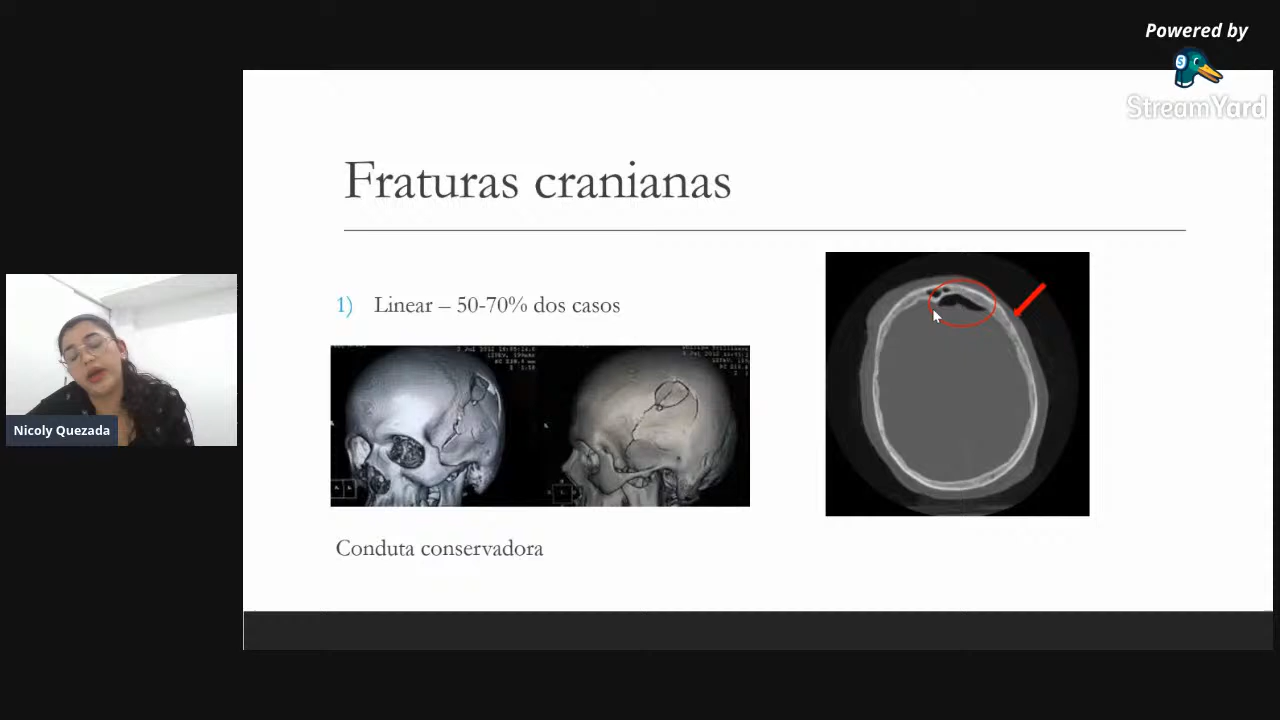 Powered by
StreamYard
Fraturas cranianas
1) Linear – 50-70% dos casos
Nicoly Quezada
Conduta conservadora